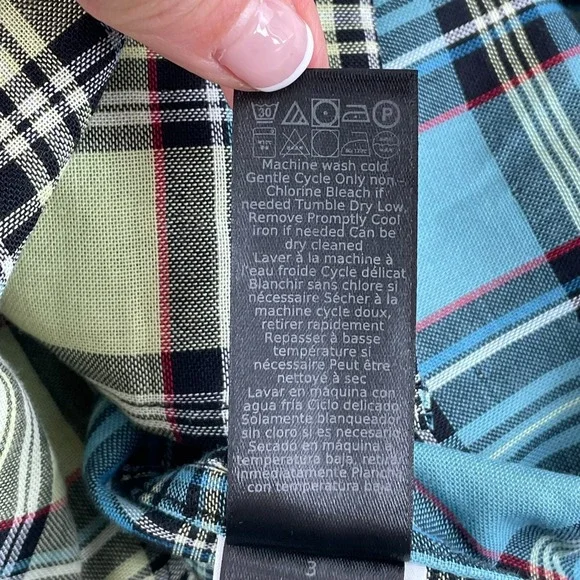 30 P
Machine wash cold
Gentle Cycle Only non -
Chlorine Bleach if
needed Tumble Dry Low
Remove Promptly Cool
iron if needed Can be
dry cleaned
Laver à la machine à
l'eau froide Cycle délicat
Blanchir sans chlore si
nécessaire Sécher à la
machine cycle doux,
retirer rapidement
Repasser à basse
température si
nécessaire Peut être
nettoyé à sec
Lavar en máquina con
agua fría Ciclo delicado
Solamente blanqueador
sin cloro si es necesario
Secado en máquina a
temperatura baja,
Inmediatamente
con temperatura baja
3